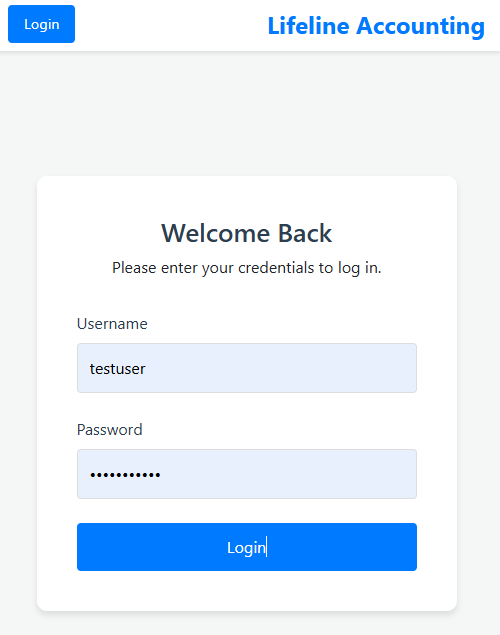 Login
Lifeline Accounting
Welcome Back
Please enter your credentials to log in.
Username
testuser
Password
•••••••••••
Login